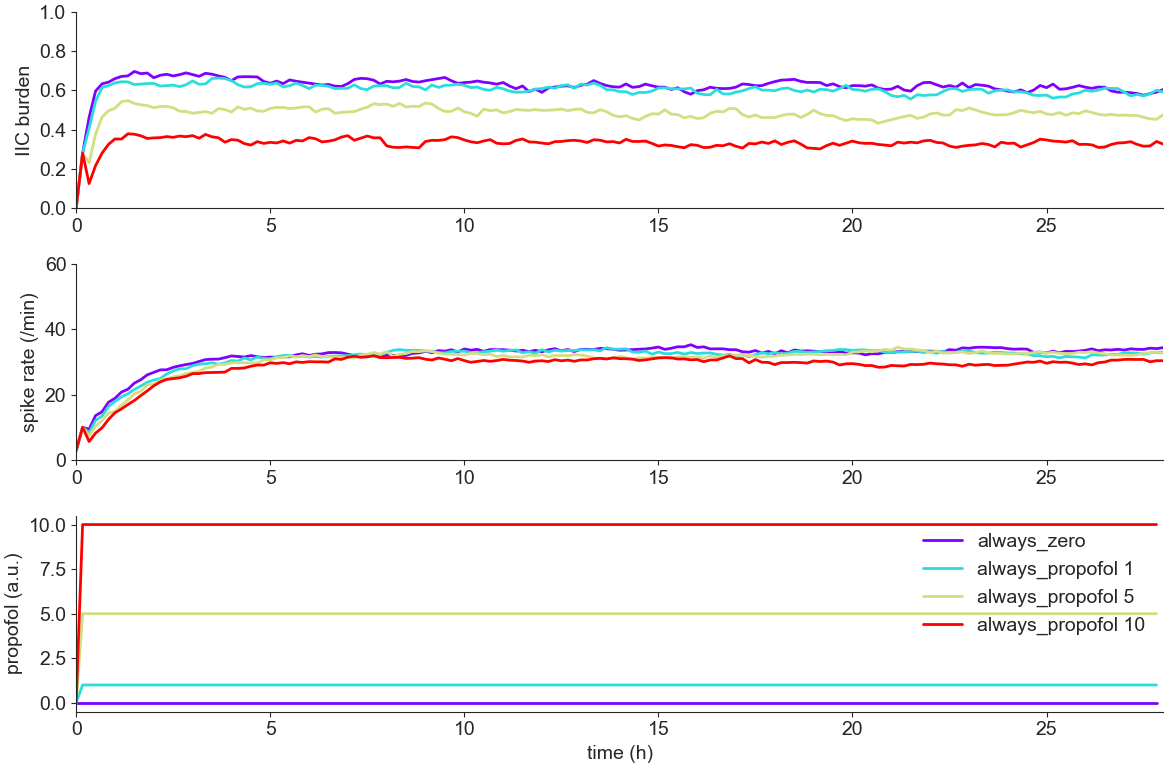 IIC burden
1.0
0.8
0.6
0.4
0.2
0.0
0 5 10 15 20 25
spike rate (/min)
60
40
20
0
0 5 10 15 20 25
propofol (a.u.)
10.0
7.5
5.0
2.5
0.0
always_zero
always_propofol 1
always_propofol 5
always_propofol 10
0 5 10 15 20 25
time (h)